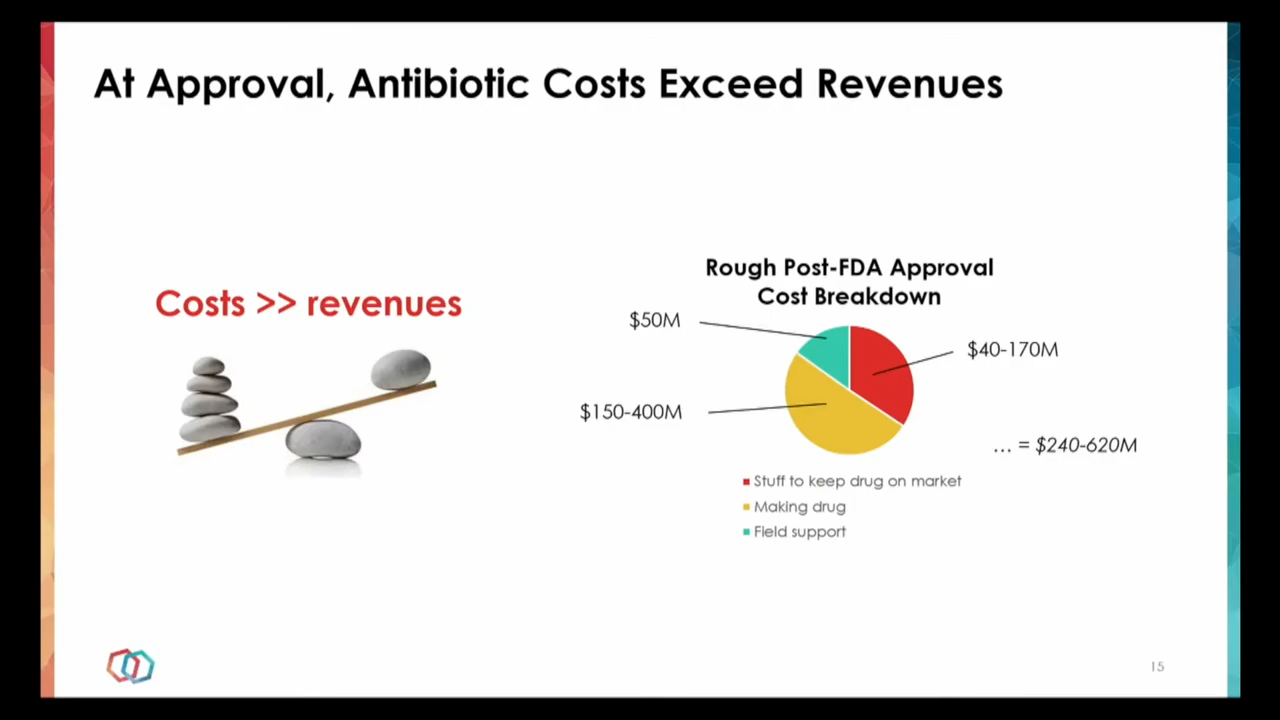 At Approval, Antibiotic Costs Exceed Revenues
Costs >> revenues
Rough Post-FDA Approval
Cost Breakdown
$50M
$40-170M
$150-400M
... = $240-620M
Stuff to keep drug on market
Making drug
Field support
15